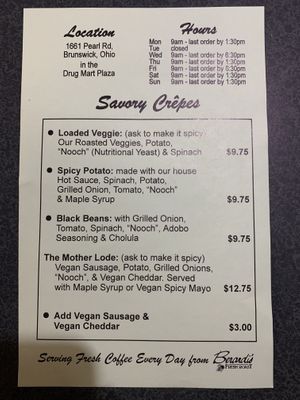 Location
1661 Pearl Rd,
Brunswick, Ohio
in the
Drug Mart Plaza
Hours
Mon 9am - last order by 1:30pm
Tue closed
Wed 9am - last order by 6:30pm
Thu 9am - last order by 1:30pm
Fri 9am - last order by 6:30pm
Sat 9am - last order by 1:30pm
Sun 9am - last order by 1:30pm
Savory Crêpes
• Loaded Veggie: (ask to make it spicy)
Our Roasted Veggies, Potato,
"Nooch" (Nutritional Yeast) & Spinach $9.75
• Spicy Potato: made with our house
Hot Sauce, Spinach, Potato,
Grilled Onion, Tomato, "Nooch"
& Maple Syrup $9.75
• Black Beans: with Grilled Onion,
Tomato, Spinach, "Nooch", Adobo
Seasoning & Cholula $9.75
The Mother Lode: (ask to make it spicy)
Vegan Sausage, Potato, Grilled Onions,
"Nooch", & Vegan Cheddar. Served
with Maple Syrup or Vegan Spicy Mayo $12.75
• Add Vegan Sausage &
Vegan Cheddar $3.00
Serving Fresh Coffee Every Day from Berardi's